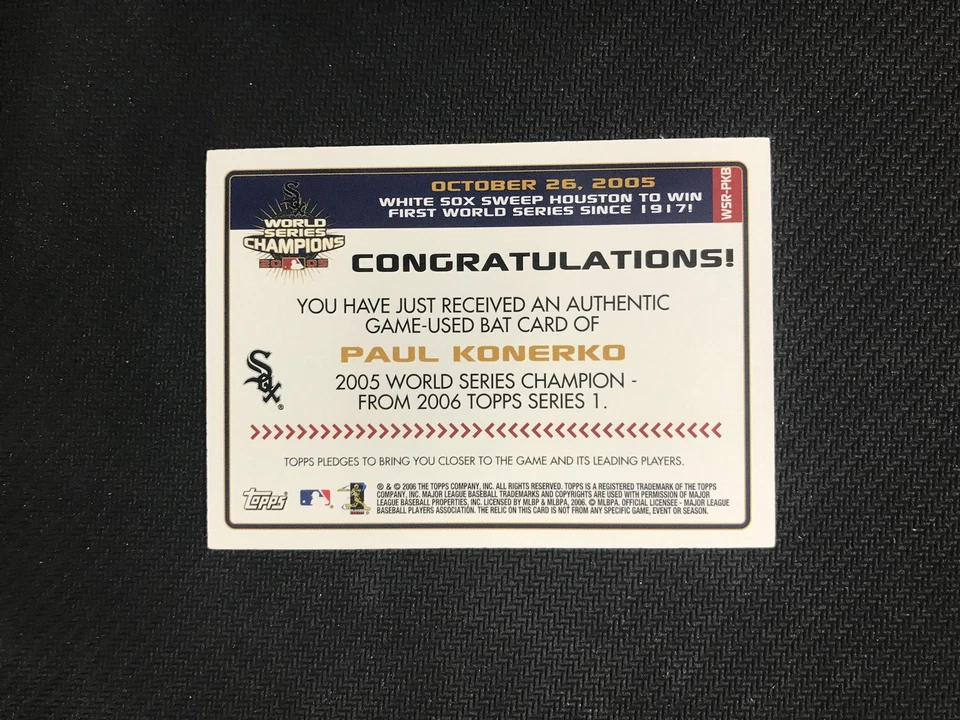 OCTOBER 26, 2005
WHITE SOX SWEEP HOUSTON TO WIN
FIRST WORLD SERIES SINCE 1917!
WSR-PKB
Sox
WORLD
SERIES
CHAMPIONS
2005
CONGRATULATIONS!
YOU HAVE JUST RECEIVED AN AUTHENTIC
GAME-USED BAT CARD OF
PAUL KONERKO
Sox
®
2005 WORLD SERIES CHAMPION -
FROM 2006 TOPPS SERIES 1.
TOPPS PLEDGES TO BRING YOU CLOSER TO THE GAME AND ITS LEADING PLAYERS.
topps
® & © 2006 THE TOPPS COMPANY, INC. ALL RIGHTS RESERVED. TOPPS IS A REGISTERED TRADEMARK OF THE TOPPS
COMPANY, INC. MAJOR LEAGUE BASEBALL TRADEMARKS AND COPYRIGHTS ARE USED WITH PERMISSION OF MAJOR
LEAGUE BASEBALL PROPERTIES, INC. LICENSED BY MLBP & MLBPA, 2006. © MLBPA, OFFICIAL LICENSEE - MAJOR LEAGUE
BASEBALL PLAYERS ASSOCIATION. THE RELIC ON THIS CARD IS NOT FROM ANY SPECIFIC GAME, EVENT OR SEASON.